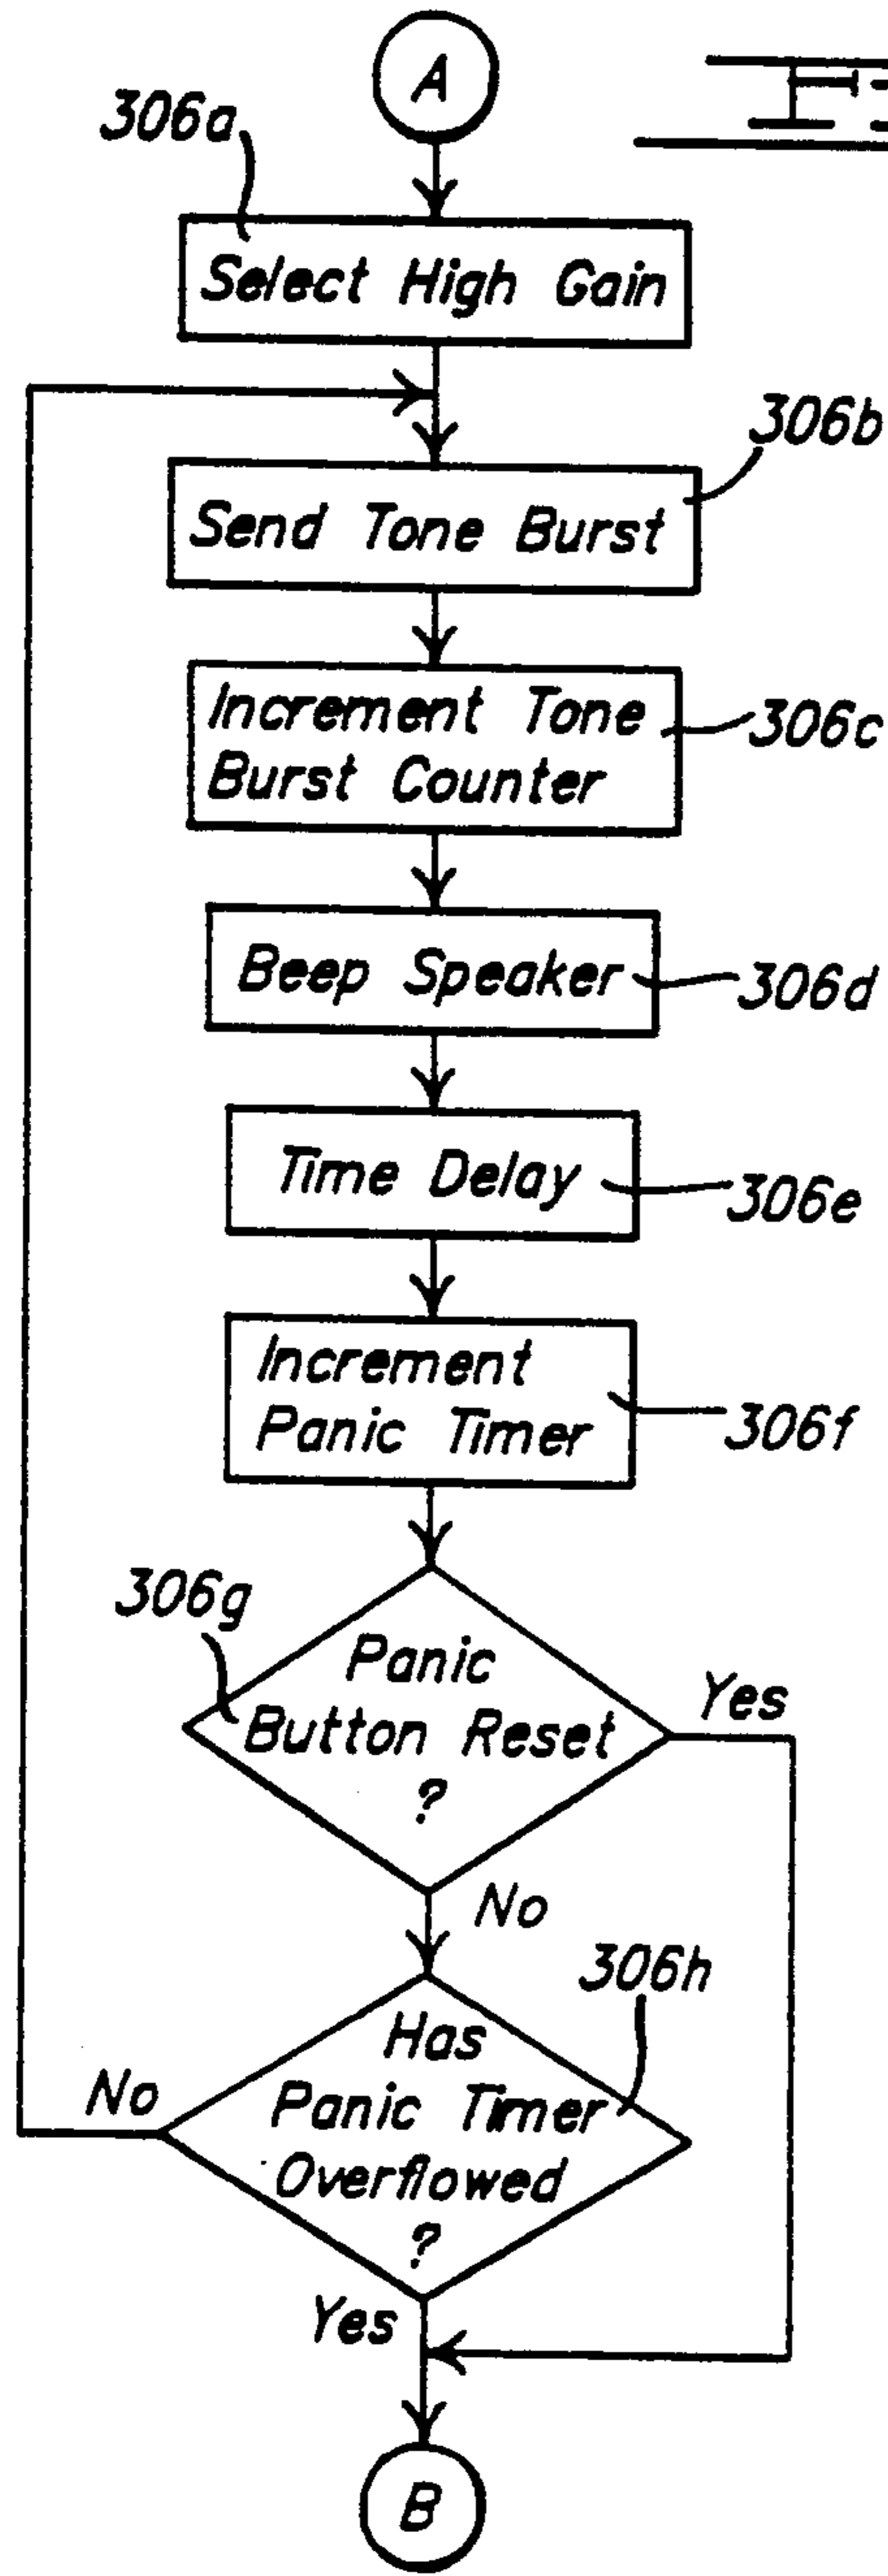 A
306a
Select High Gain
306b
Send Tone Burst
Increment Tone
Burst Counter
306c
Beep Speaker
306d
Time Delay
306e
Increment
Panic Timer
306f
306g
Panic
Button Reset
?
Yes
No
306h
Has
Panic Timer
Overflowed
?
No
Yes
B